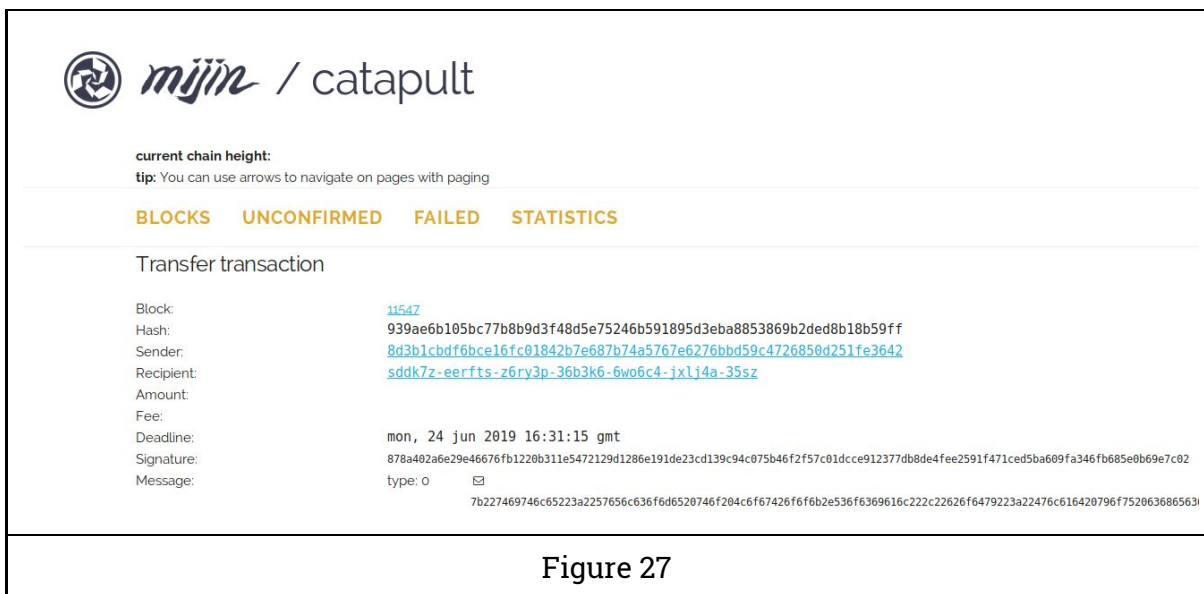 mijin / catapult
current chain height:
tip: You can use arrows to navigate on pages with paging
BLOCKS UNCONFIRMED FAILED STATISTICS
Transfer transaction
Block: 11547
Hash: 939ae6b105bc77b8b9d3f48d5e75246b591895d3eba8853869b2ded8b18b59ff
Sender: 8d3b1cbdf6bce16fc01842b7e687b74a5767e6276bbd59c4726850d251fe3642
Recipient: sddk7z-eerfts-z6ry3p-36b3k6-6wo6c4-jxlj4a-35sz
Amount:
Fee:
Deadline: mon, 24 jun 2019 16:31:15 gmt
Signature: 878a402a6e29e46676fb1220b311e5472129d1286e191de23cd139c94c075b46f2f57c01dcce912377db8de4fee2591f471ced5ba609fa346fb685e0b69e7c02
Message: type: 0
7b227469746c65223a2257656c636f6d6520746f204c6f67426f6f6b2e536f6369616c222c22626f6479223a22476c616420796f752063686563
Figure 27